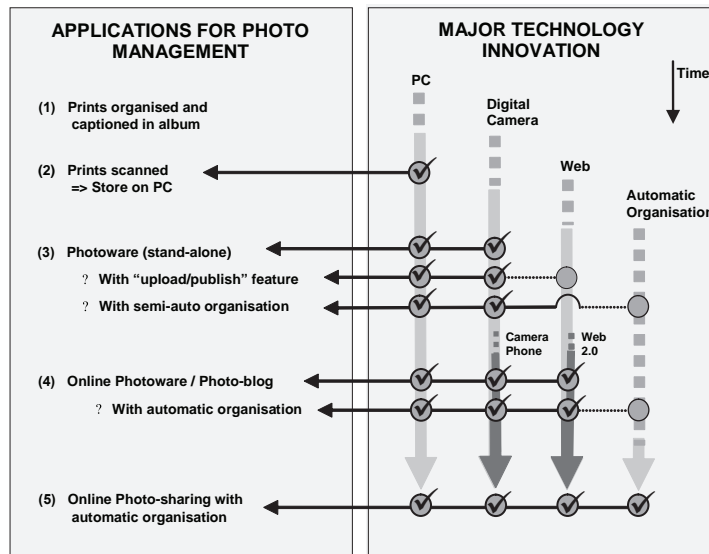 APPLICATIONS FOR PHOTO
MANAGEMENT
(1) Prints organised and
captioned in album
(2) Prints scanned
=> Store on PC
(3) Photoware (stand-alone)
? With “upload/publish” feature
? With semi-auto organisation
(4) Online Photoware / Photo-blog
? With automatic organisation
(5) Online Photo-sharing with
automatic organisation
MAJOR TECHNOLOGY
INNOVATION
Time
PC
Digital
Camera
Web
Automatic
Organisation
Camera
Phone
Web
2.0